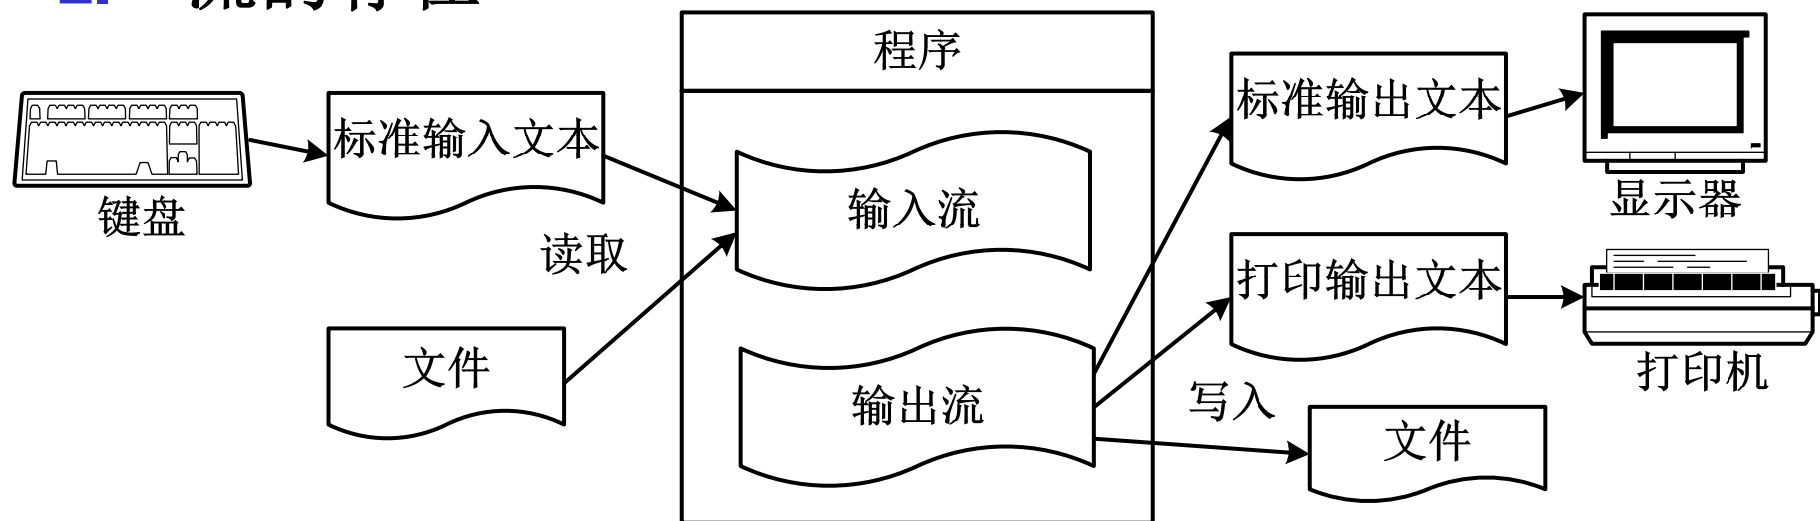 程序
标准输入文本
键盘
读取
文件
输入流
输出流
标准输出文本
显示器
打印输出文本
打印机
写入
文件